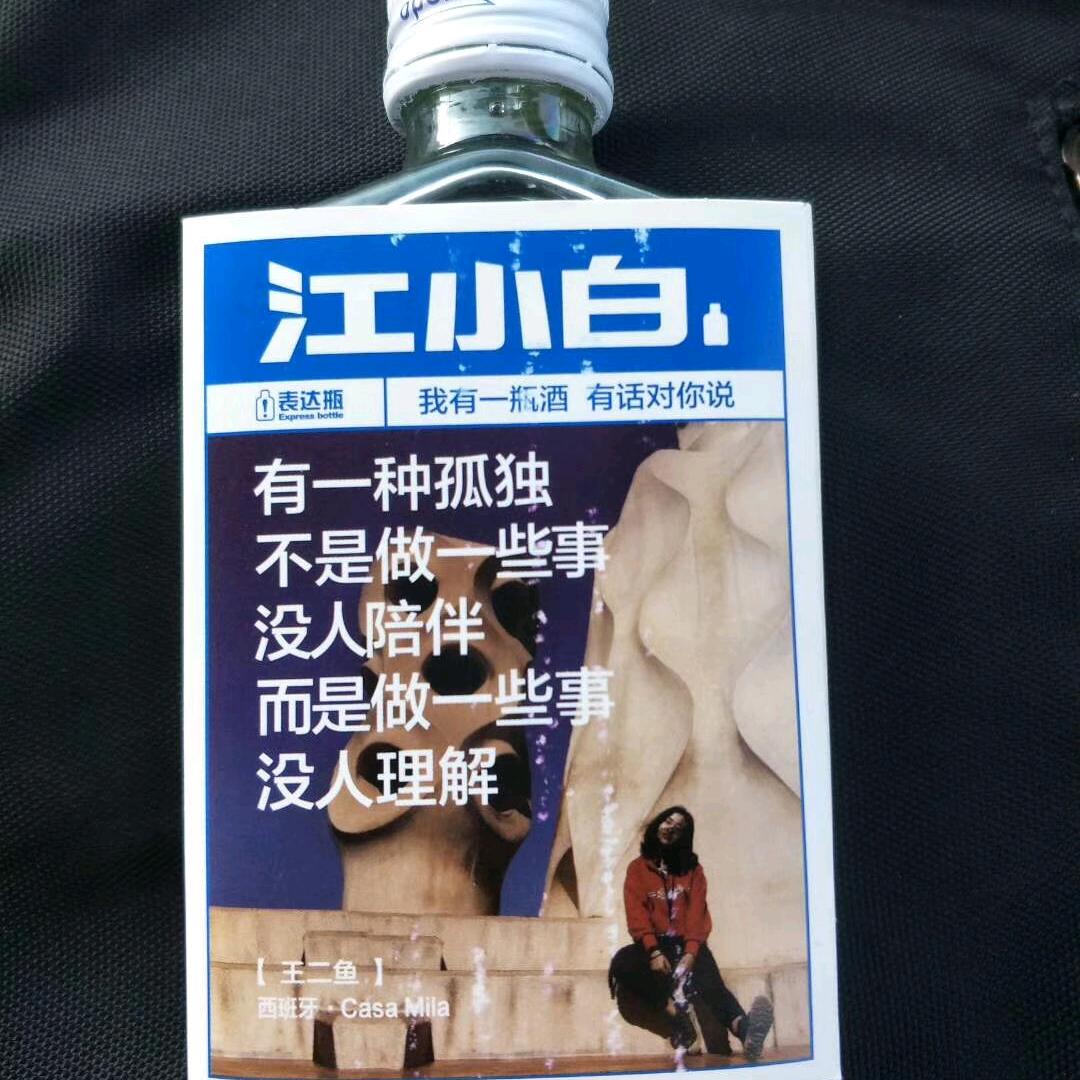 江小白
表达瓶
Express bottle
我有一瓶酒 有话对你说
有一种孤独
不是做一些事
没人陪伴
而是做一些事
没人理解
【 王二鱼 】
西班牙·Casa Mila